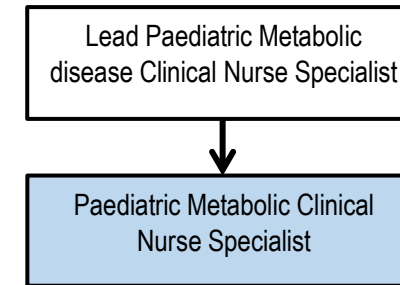 Lead Paediatric Metabolic
disease Clinical Nurse Specialist
Paediatric Metabolic Clinical
Nurse Specialist